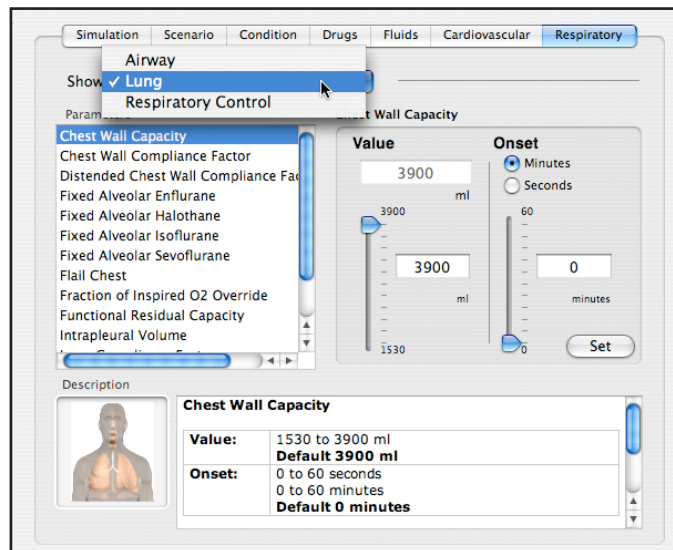 Simulation Scenario Condition Drugs Fluids Cardiovascular Respiratory
Airway
Show ✓ Lung
Respiratory Control
Chest Wall Capacity
Chest Wall Capacity
Chest Wall Compliance Factor
Distended Chest Wall Compliance Fac
Fixed Alveolar Enflurane
Fixed Alveolar Halothane
Fixed Alveolar Isoflurane
Fixed Alveolar Sevoflurane
Flail Chest
Fraction of Inspired O2 Override
Functional Residual Capacity
Intrapleural Volume
Value
3900
ml
3900
3900
ml
1530
Onset
Minutes
Seconds
60
0
minutes
0
Set
Description
Chest Wall Capacity
Value: 1530 to 3900 ml
Default 3900 ml
Onset: 0 to 60 seconds
0 to 60 minutes
Default 0 minutes